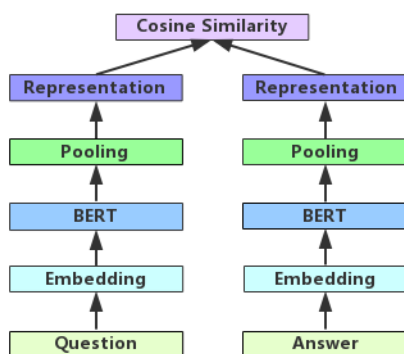 Cosine Similarity
Representation Representation
Pooling Pooling
BERT BERT
Embedding Embedding
Question Answer